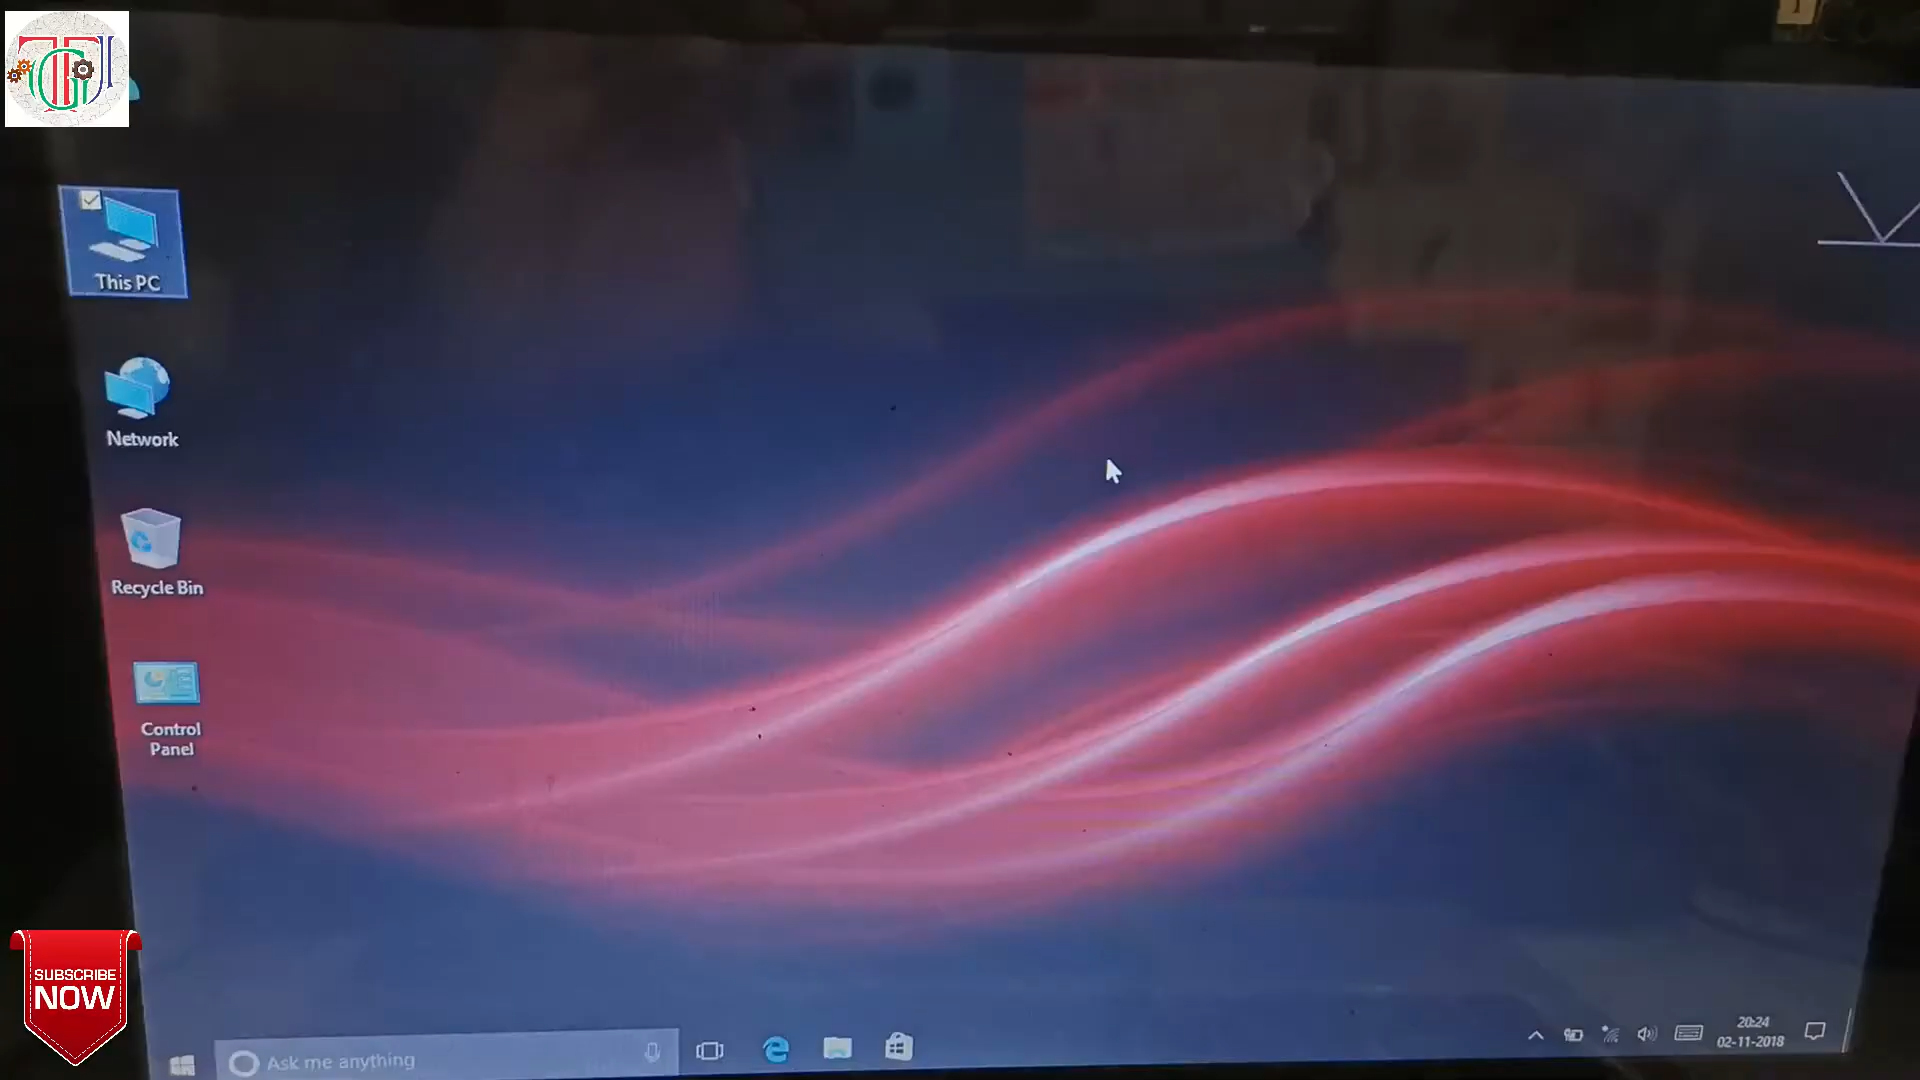 This PC
Network
Recycle Bin
Control
Panel
SUBSCRIBE
NOW
Ask me anything
20:24
02-11-2018